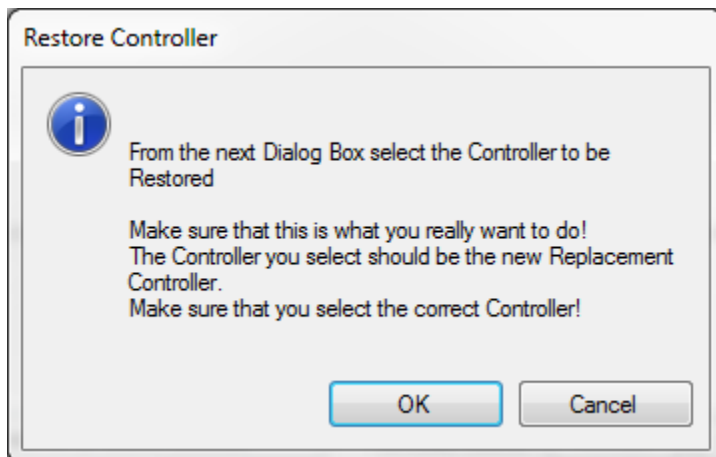 Restore Controller
From the next Dialog Box select the Controller to be
Restored
Make sure that this is what you really want to do!
The Controller you select should be the new Replacement
Controller.
Make sure that you select the correct Controller!
OK
Cancel